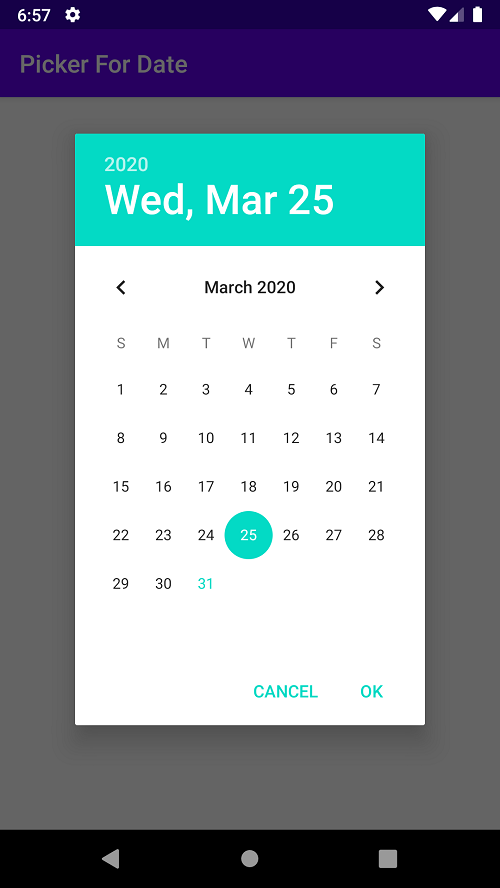 6:57
Picker For Date
2020
Wed, Mar 25
March 2020
S M T W T F S
1 2 3 4 5 6 7
8 9 10 11 12 13 14
15 16 17 18 19 20 21
22 23 24 25 26 27 28
29 30 31
CANCEL OK